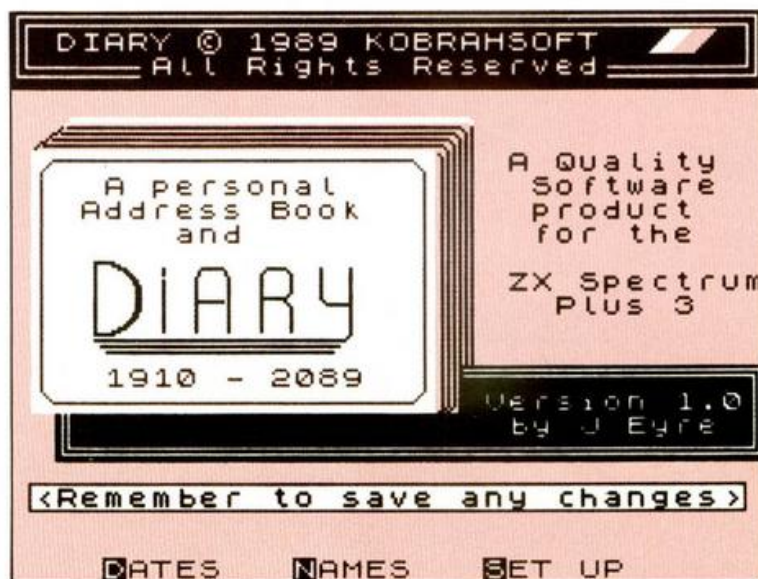 DIARY © 1989 KOBRAHSOFT
All Rights Reserved
A personal
Address Book
and
DiARY
1910 - 2089
A Quality
Software
product
for the
ZX Spectrum
Plus 3
Version 1.0
by J Eyre
<Remember to save any changes>
DATES NAMES SET UP